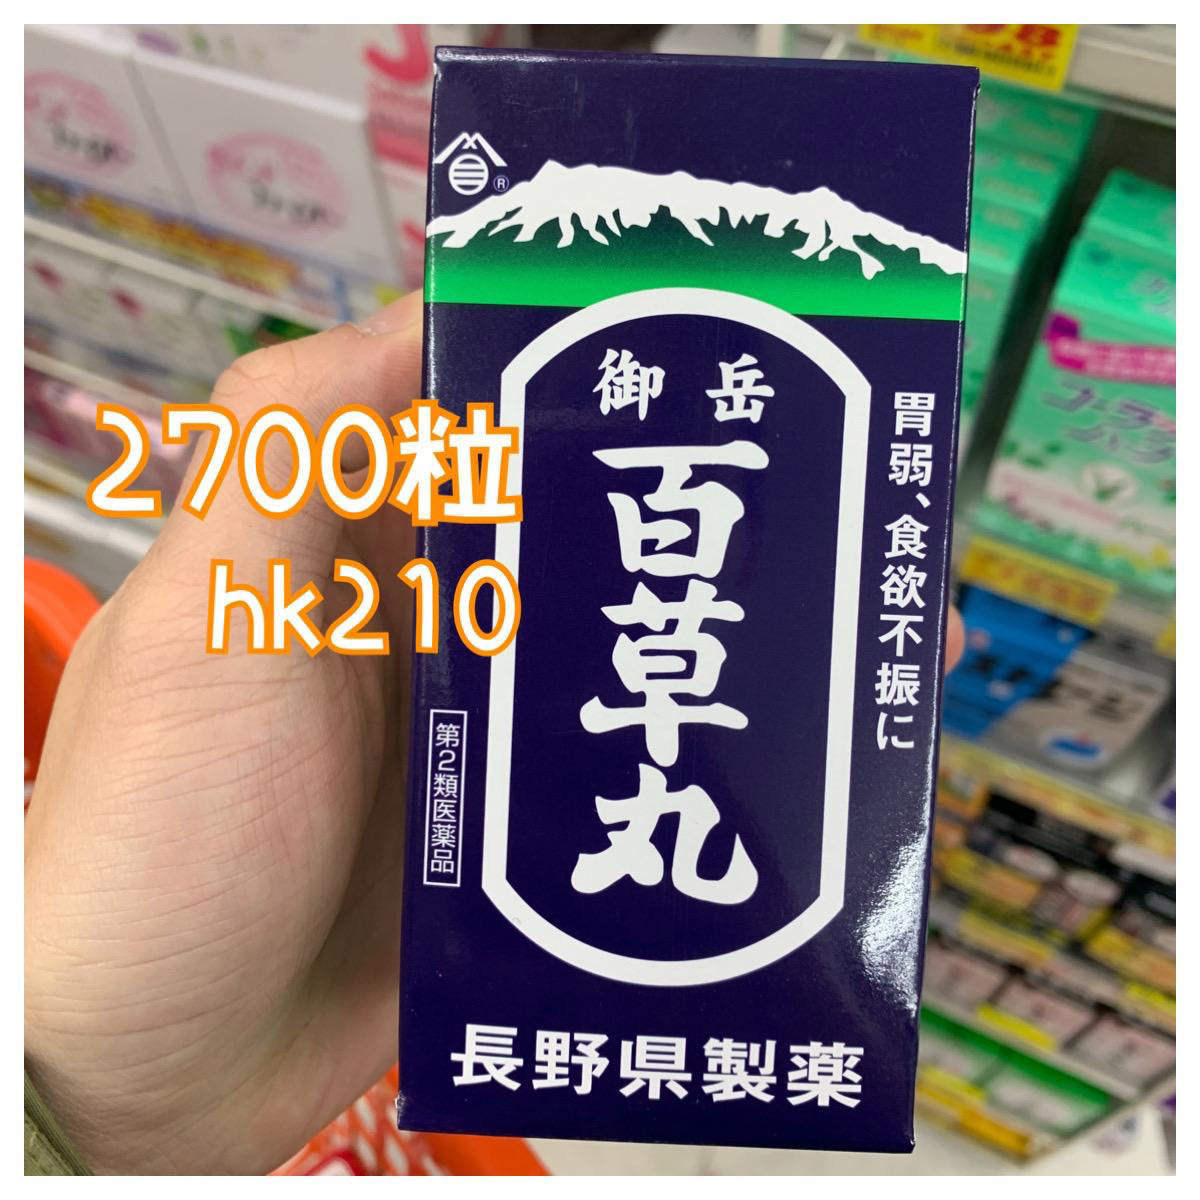 御岳
百草丸
胃弱、食欲不振に
2700粒
hk210
第2類医薬品
長野県製薬